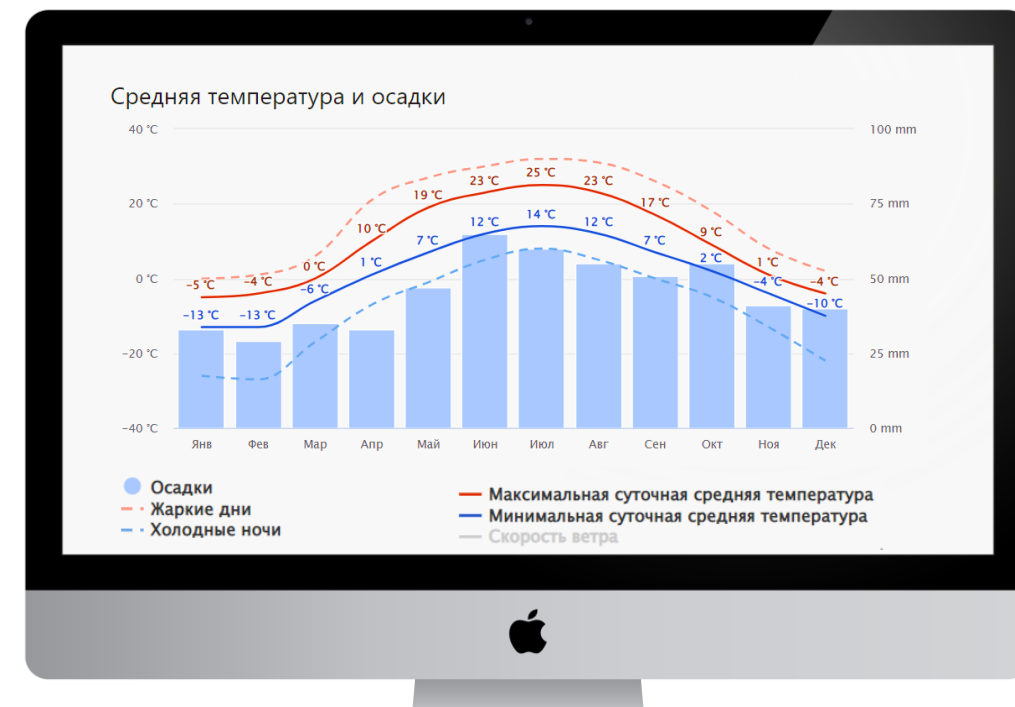 Средняя температура и осадки
40 °C
100 mm
20 °C
75 mm
0 °C
50 mm
−20 °C
25 mm
−40 °C
0 mm
−5 °C −4 °C 0 °C 10 °C 19 °C 23 °C 25 °C 23 °C 17 °C 9 °C 1 °C −4 °C
−13 °C −13 °C −6 °C 1 °C 7 °C 12 °C 14 °C 12 °C 7 °C 2 °C −4 °C −10 °C
Янв Фев Мар Апр Май Июн Июл Авг Сен Окт Ноя Дек
Осадки
Жаркие дни
Холодные ночи
Максимальная суточная средняя температура
Минимальная суточная средняя температура
Скорость ветра